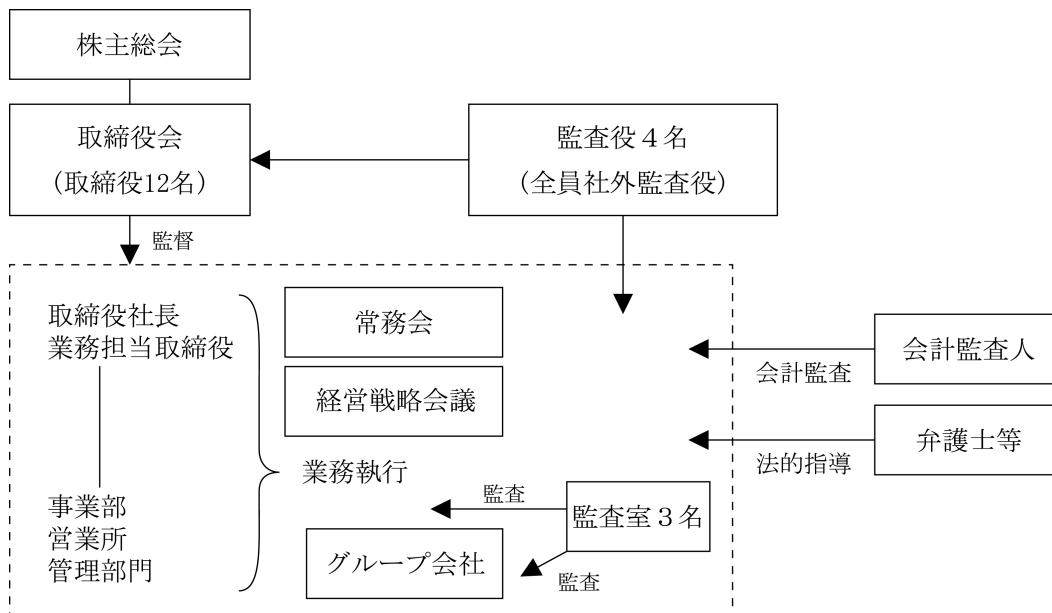 株主総会
取締役会
（取締役12名）
監査役４名
（全員社外監査役）
監督
取締役社長
業務担当取締役
常務会
会計監査人
会計監査
経営戦略会議
弁護士等
法的指導
業務執行
監査
監査室３名
事業部
営業所
管理部門
グループ会社
監査